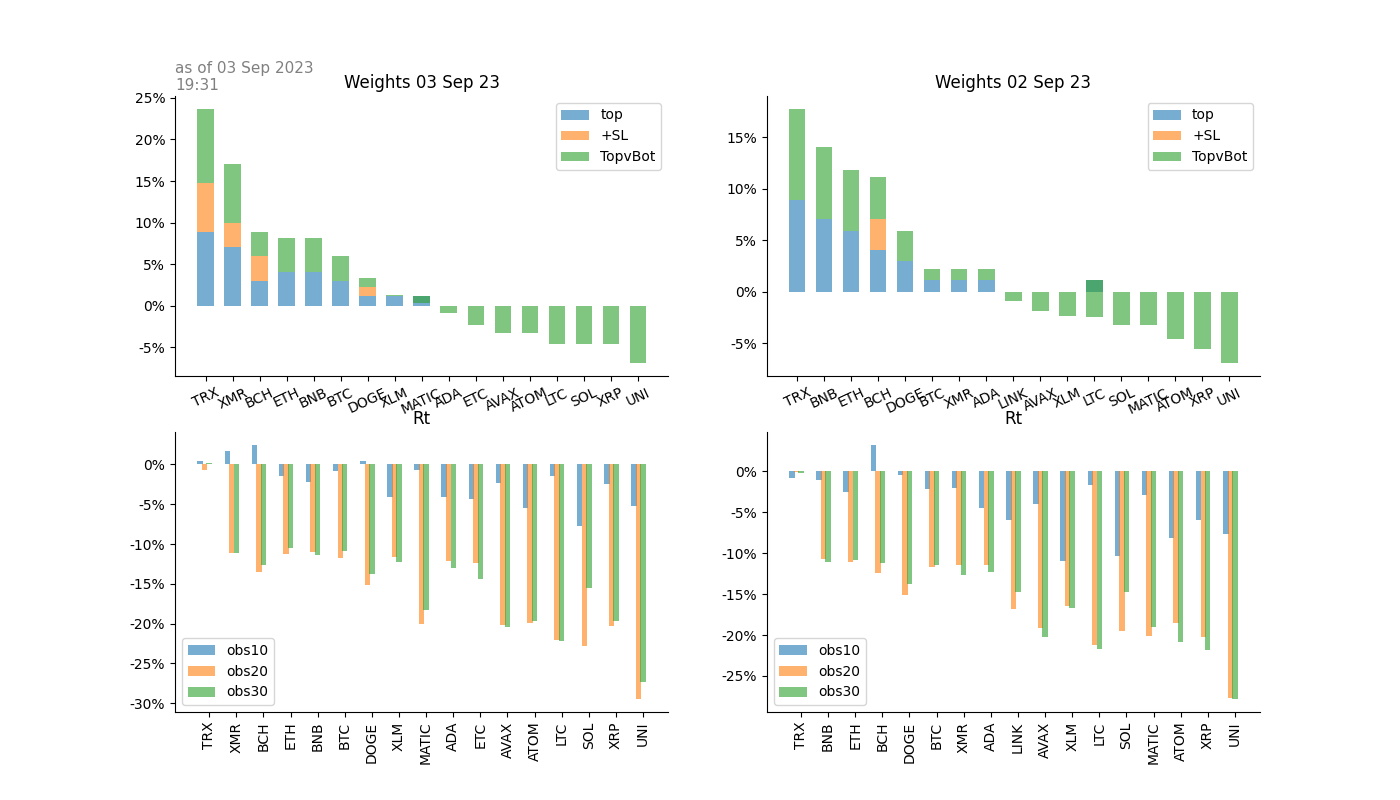 as of 03 Sep 2023
19:31
Weights 03 Sep 23
25%
20%
15%
10%
5%
0%
-5%
top
+SL
TopvBot
TRX XMR BCH ETH BNB BTC DOGE XLM MATIC ADA ETC AVAX ATOM LTC SOL XRP UNI
Weights 02 Sep 23
15%
10%
5%
0%
-5%
top
+SL
TopvBot
TRX BNB ETH BCH DOGE BTC XMR ADA LINK AVAX XLM LTC SOL MATIC ATOM XRP UNI
Rt
0%
-5%
-10%
-15%
-20%
-25%
-30%
obs10
obs20
obs30
TRX XMR BCH ETH BNB BTC DOGE XLM MATIC ADA ETC AVAX ATOM LTC SOL XRP UNI
Rt
0%
-5%
-10%
-15%
-20%
-25%
obs10
obs20
obs30
TRX BNB ETH BCH DOGE BTC XMR ADA LINK AVAX XLM LTC SOL MATIC ATOM XRP UNI